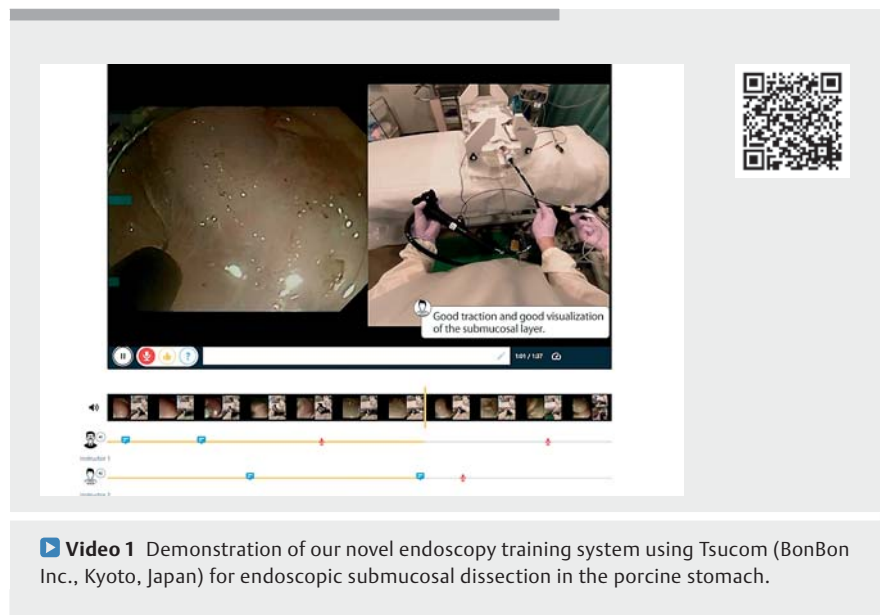 Good traction and good visualization
of the submucosal layer.
1:01 / 1:37
Instructor 1
Video 1 Demonstration of our novel endoscopy training system using Tsucom (BonBon
Inc., Kyoto, Japan) for endoscopic submucosal dissection in the porcine stomach.